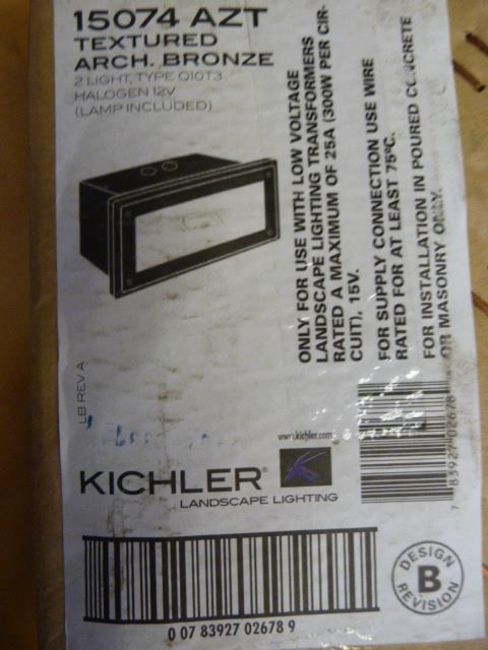 15074 AZT
TEXTURED
ARCH. BRONZE
2 LIGHT, TYPE Q10T3
HALOGEN 12V
(LAMP INCLUDED)
ONLY FOR USE WITH LOW VOLTAGE
LANDSCAPE LIGHTING TRANSFORMERS
RATED A MAXIMUM OF 25A (300W PER CIR-
CUIT), 15V.
FOR SUPPLY CONNECTION USE WIRE
RATED FOR AT LEAST 75°C.
FOR INSTALLATION IN POURED CONCRETE
OR MASONRY ONLY.
LB REV A
www.kichler.com
KICHLER®
LANDSCAPE LIGHTING
7 83927 02678
0 07 83927 02678 9
DESIGN
B
REVISION